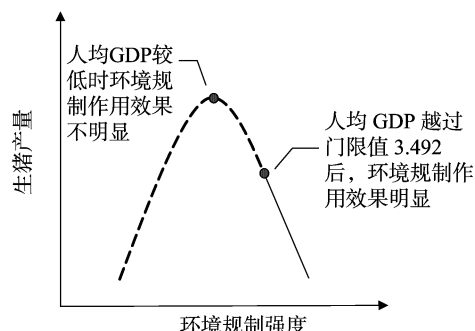 人均GDP较
低时环境规
制作用效果
不明显
人均 GDP 越过
门限值 3.492
后，环境规制作
用效果明显
生猪产量
环境规制强度